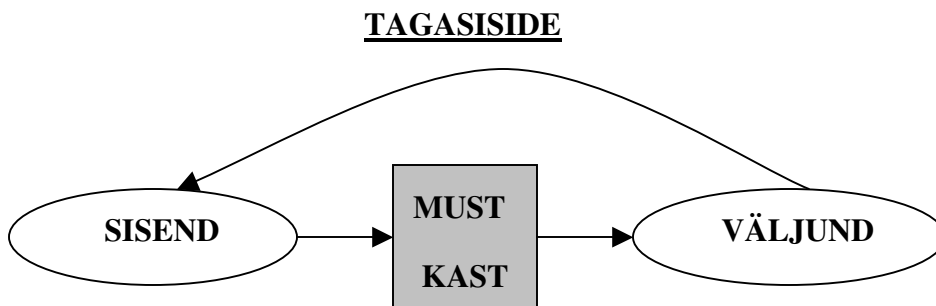 TAGASISIDE
SISEND
MUST
KAST
VÄLJUND